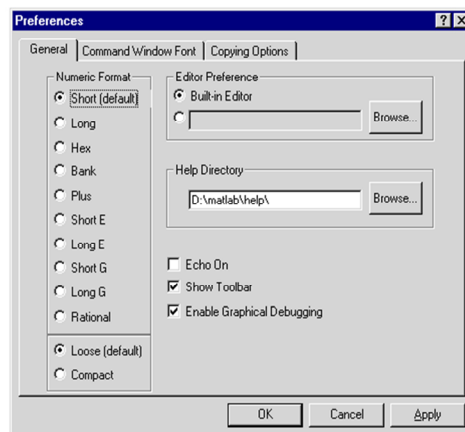 Preferences
General Command Window Font Copying Options
Numeric Format
Short (default)
Long
Hex
Bank
Plus
Short E
Long E
Short G
Long G
Rational
Loose (default)
Compact
Editor Preference
Built-in Editor
Browse...
Help Directory
D:\matlab\help\
Browse...
Echo On
Show Toolbar
Enable Graphical Debugging
OK Cancel Apply